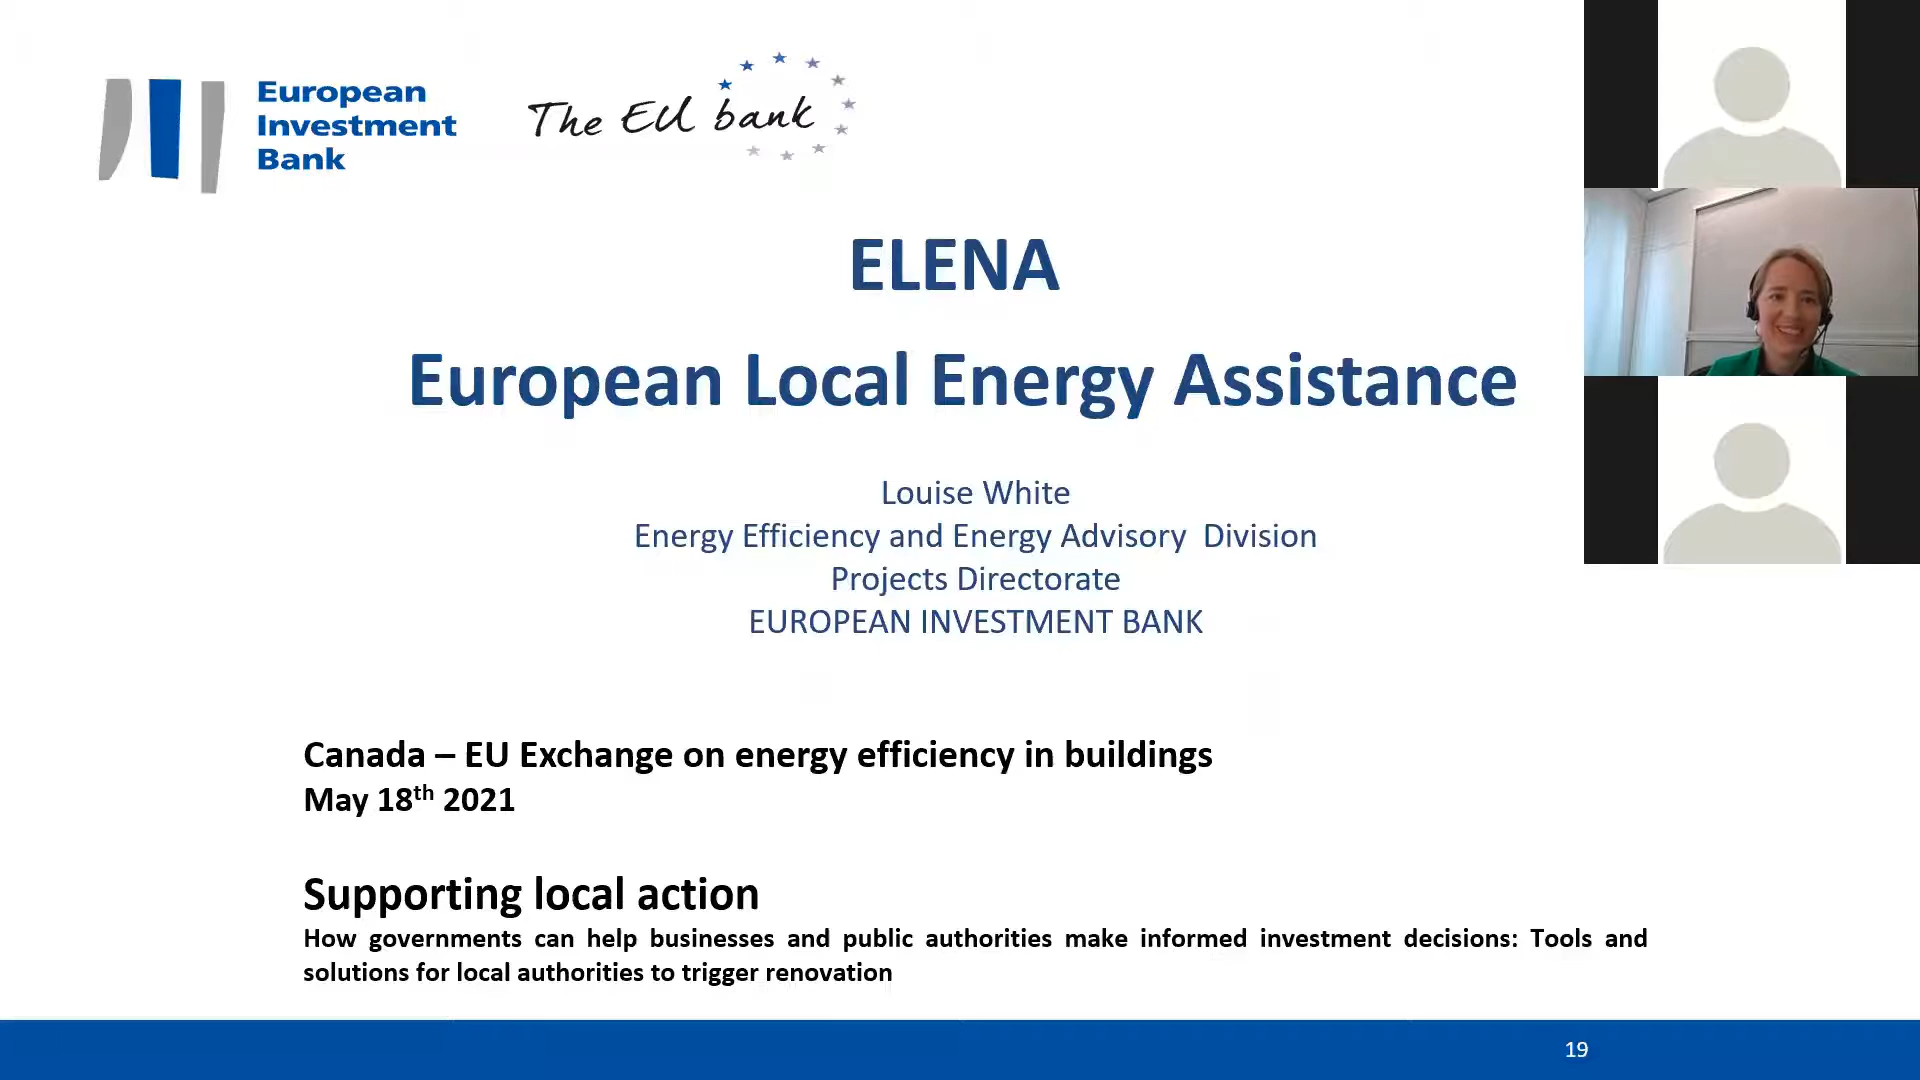 European
Investment
Bank
The EU bank
ELENA
European Local Energy Assistance
Louise White
Energy Efficiency and Energy Advisory Division
Projects Directorate
EUROPEAN INVESTMENT BANK
Canada – EU Exchange on energy efficiency in buildings
May 18th 2021
Supporting local action
How governments can help businesses and public authorities make informed investment decisions: Tools and
solutions for local authorities to trigger renovation
19